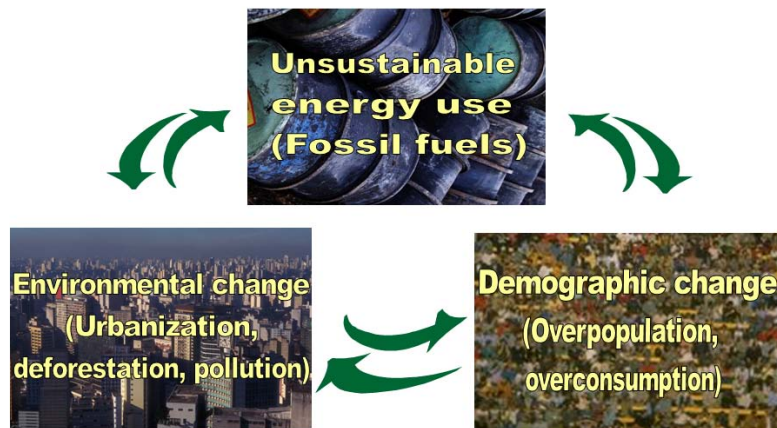 Unsustainable
energy use
(Fossil fuels)
Environmental change
(Urbanization,
deforestation, pollution)
Demographic change
(Overpopulation,
overconsumption)